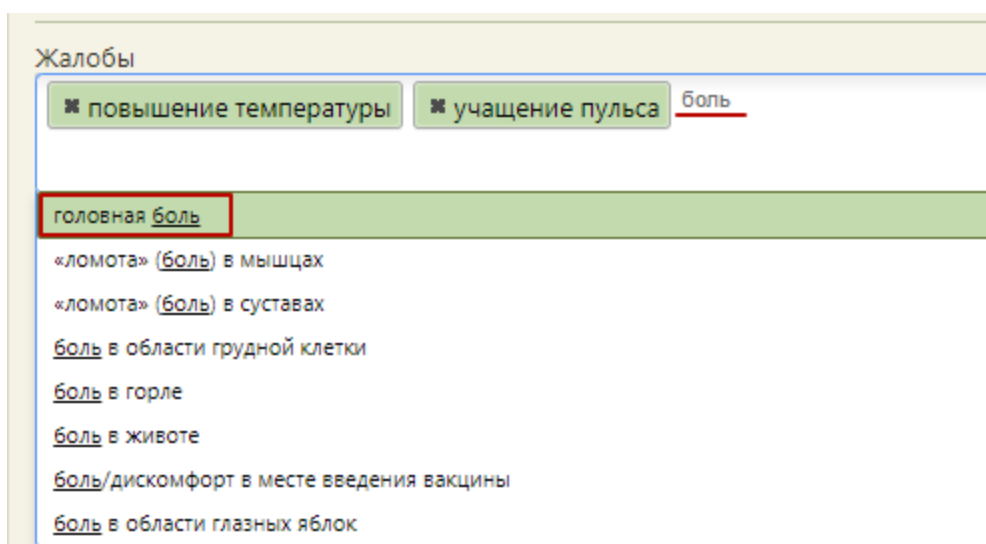 Жалобы
✖ повышение температуры ✖ учащение пульса боль
головная боль
«ломота» (боль) в мышцах
«ломота» (боль) в суставах
боль в области грудной клетки
боль в горле
боль в животе
боль/дискомфорт в месте введения вакцины
боль в области глазных яблок